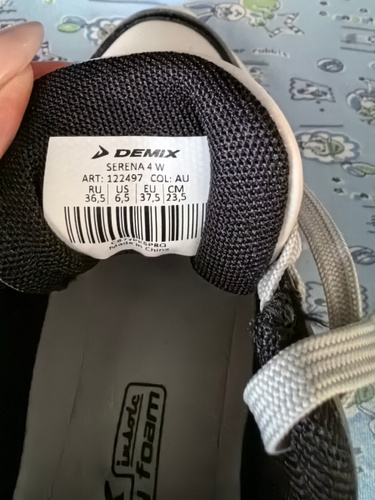 DEMIX
SERENA 4 W
ART: 122497 COL: AU
RU US EU CM
36,5 6,5 37,5 23,5
Made in China
insole
foam